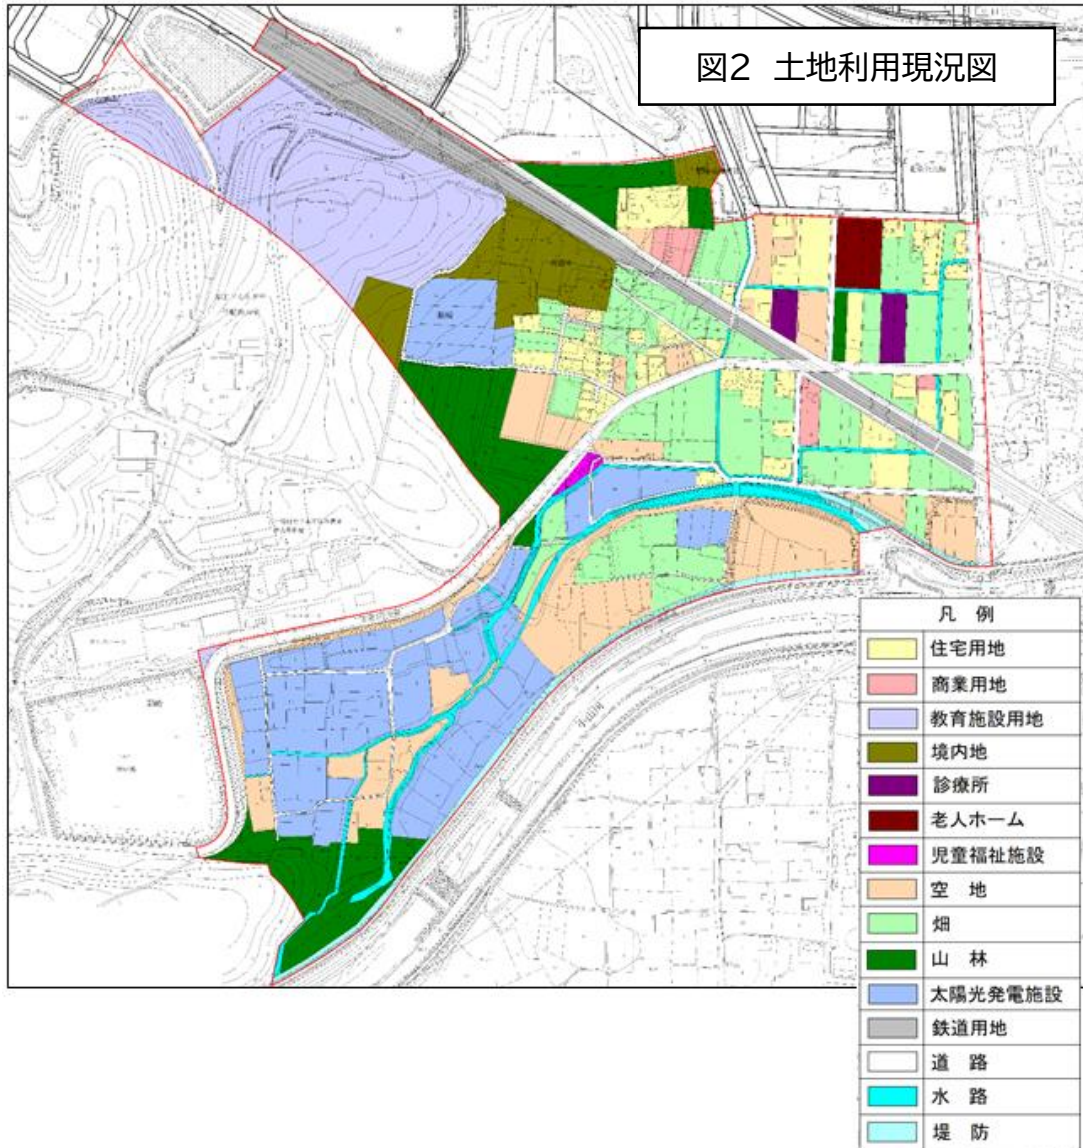 図2 土地利用現況図
凡 例
住宅用地
商業用地
教育施設用地
境内地
診療所
老人ホーム
児童福祉施設
空 地
畑
山 林
太陽光発電施設
鉄道用地
道 路
水 路
堤 防